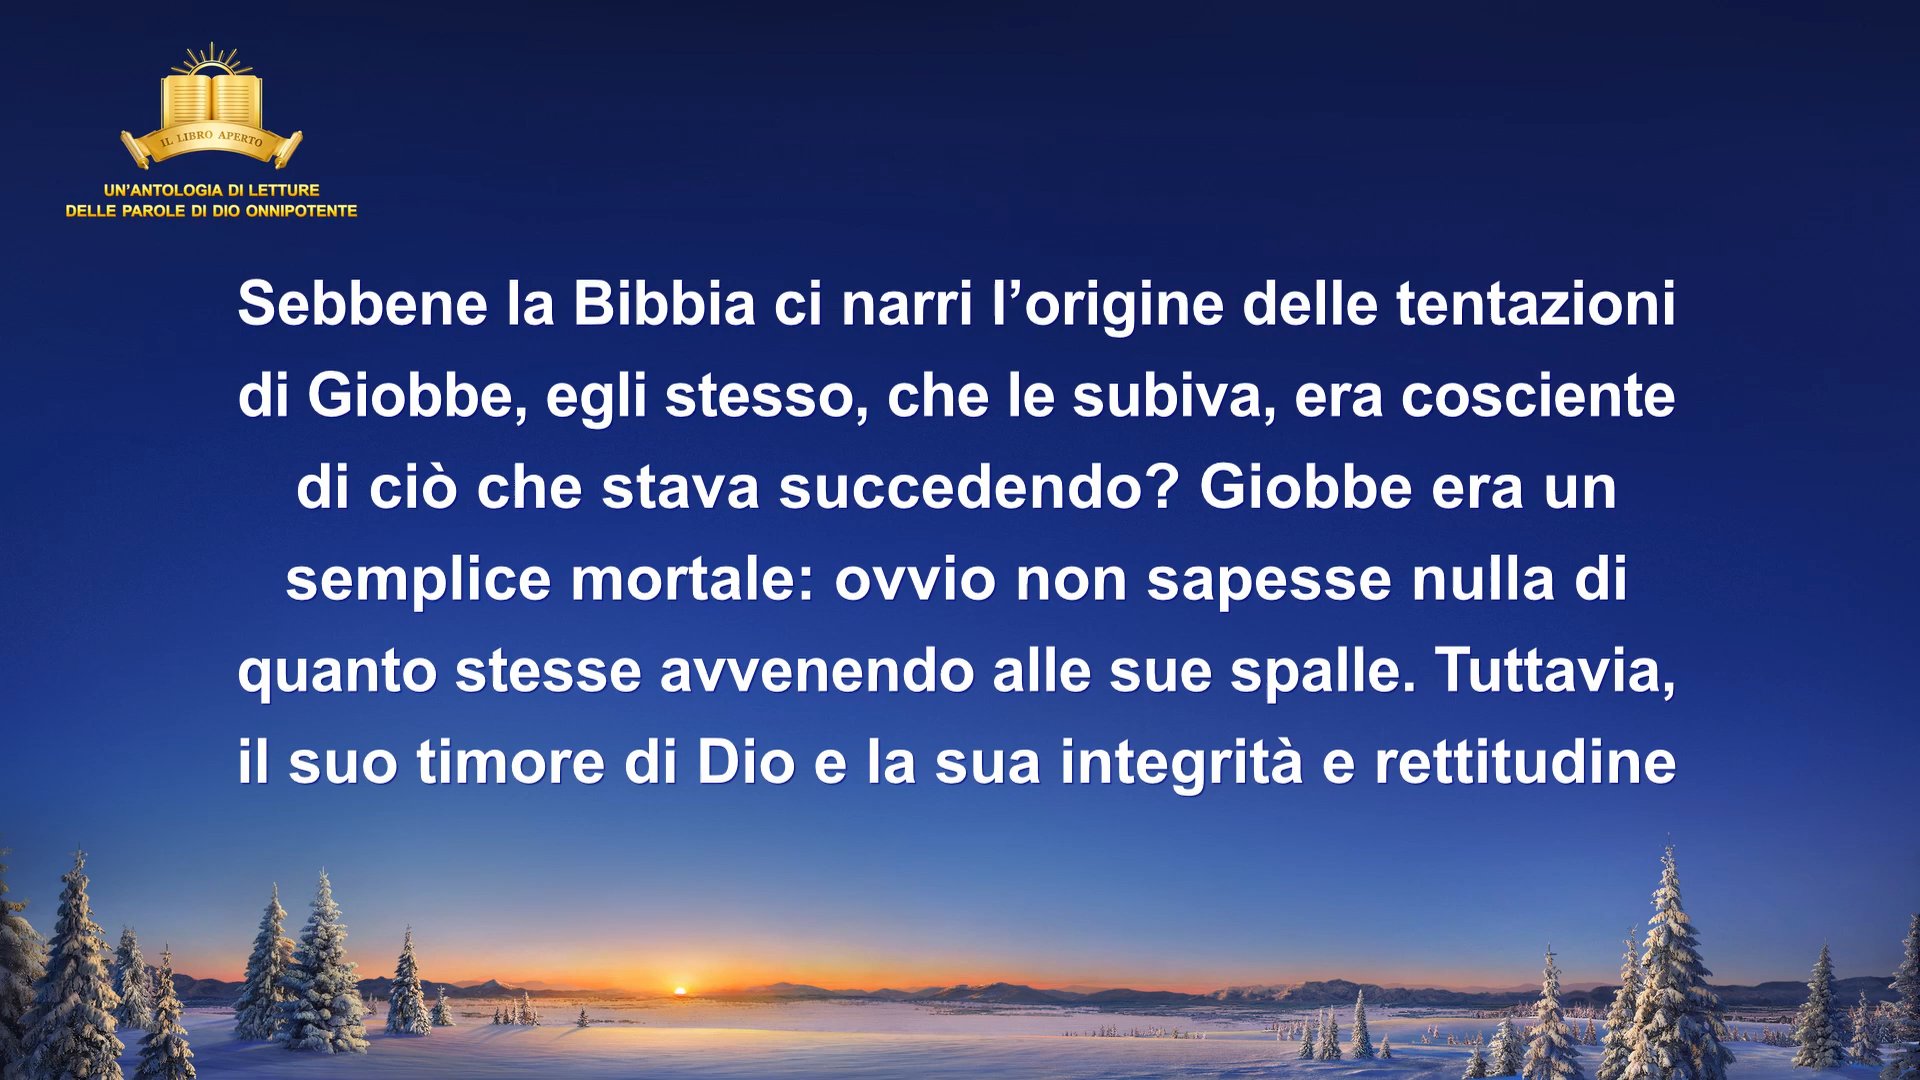 IL LIBRO APERTO
UN’ANTOLOGIA DI LETTURE
DELLE PAROLE DI DIO ONNIPOTENTE
Sebbene la Bibbia ci narri l’origine delle tentazioni
di Giobbe, egli stesso, che le subiva, era cosciente
di ciò che stava succedendo? Giobbe era un
semplice mortale: ovvio non sapesse nulla di
quanto stesse avvenendo alle sue spalle. Tuttavia,
il suo timore di Dio e la sua integrità e rettitudine